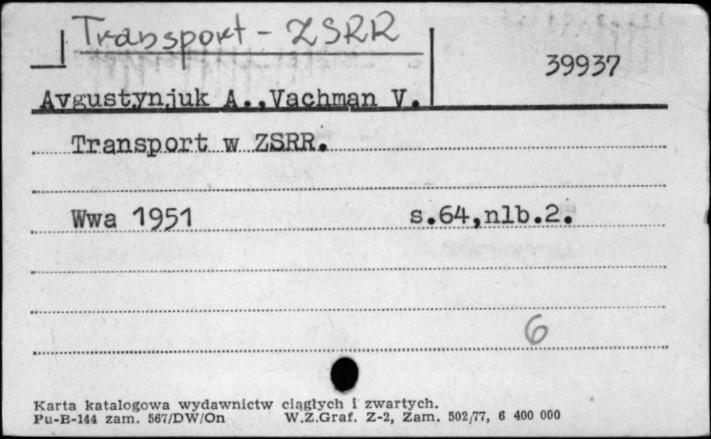 Transport - ZSRR
39937
Avgustynjuk A.,Vachman V.
Transport w ZSRR.
Wwa 1951 s.64,nlb.2.
6
Karta katalogowa wydawnictw ciągłych i zwartych.
Pu-B-144 zam. 567/DW/On W.Z.Graf. Z-2, Zam. 502/77, 6 400 000